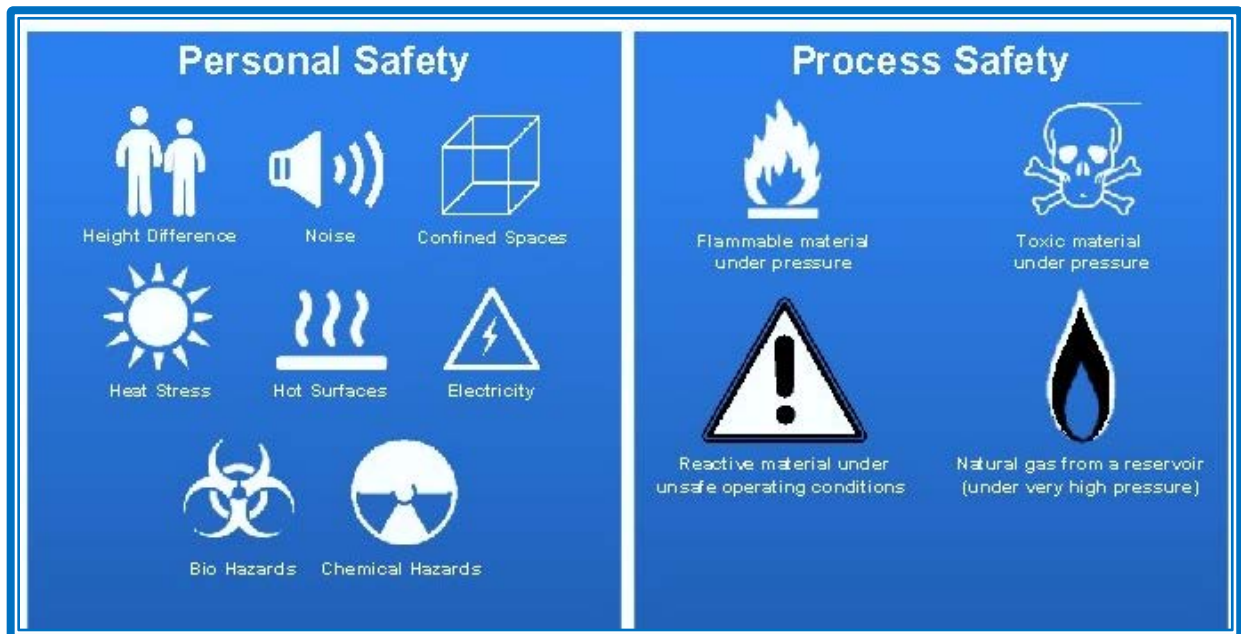 Personal Safety
Height Difference
Noise
Confined Spaces
Heat Stress
Hot Surfaces
Electricity
Bio Hazards
Chemical Hazards
Process Safety
Flammable material
under pressure
Toxic material
under pressure
Reactive material under
unsafe operating conditions
Natural gas from a reservoir
(under very high pressure)